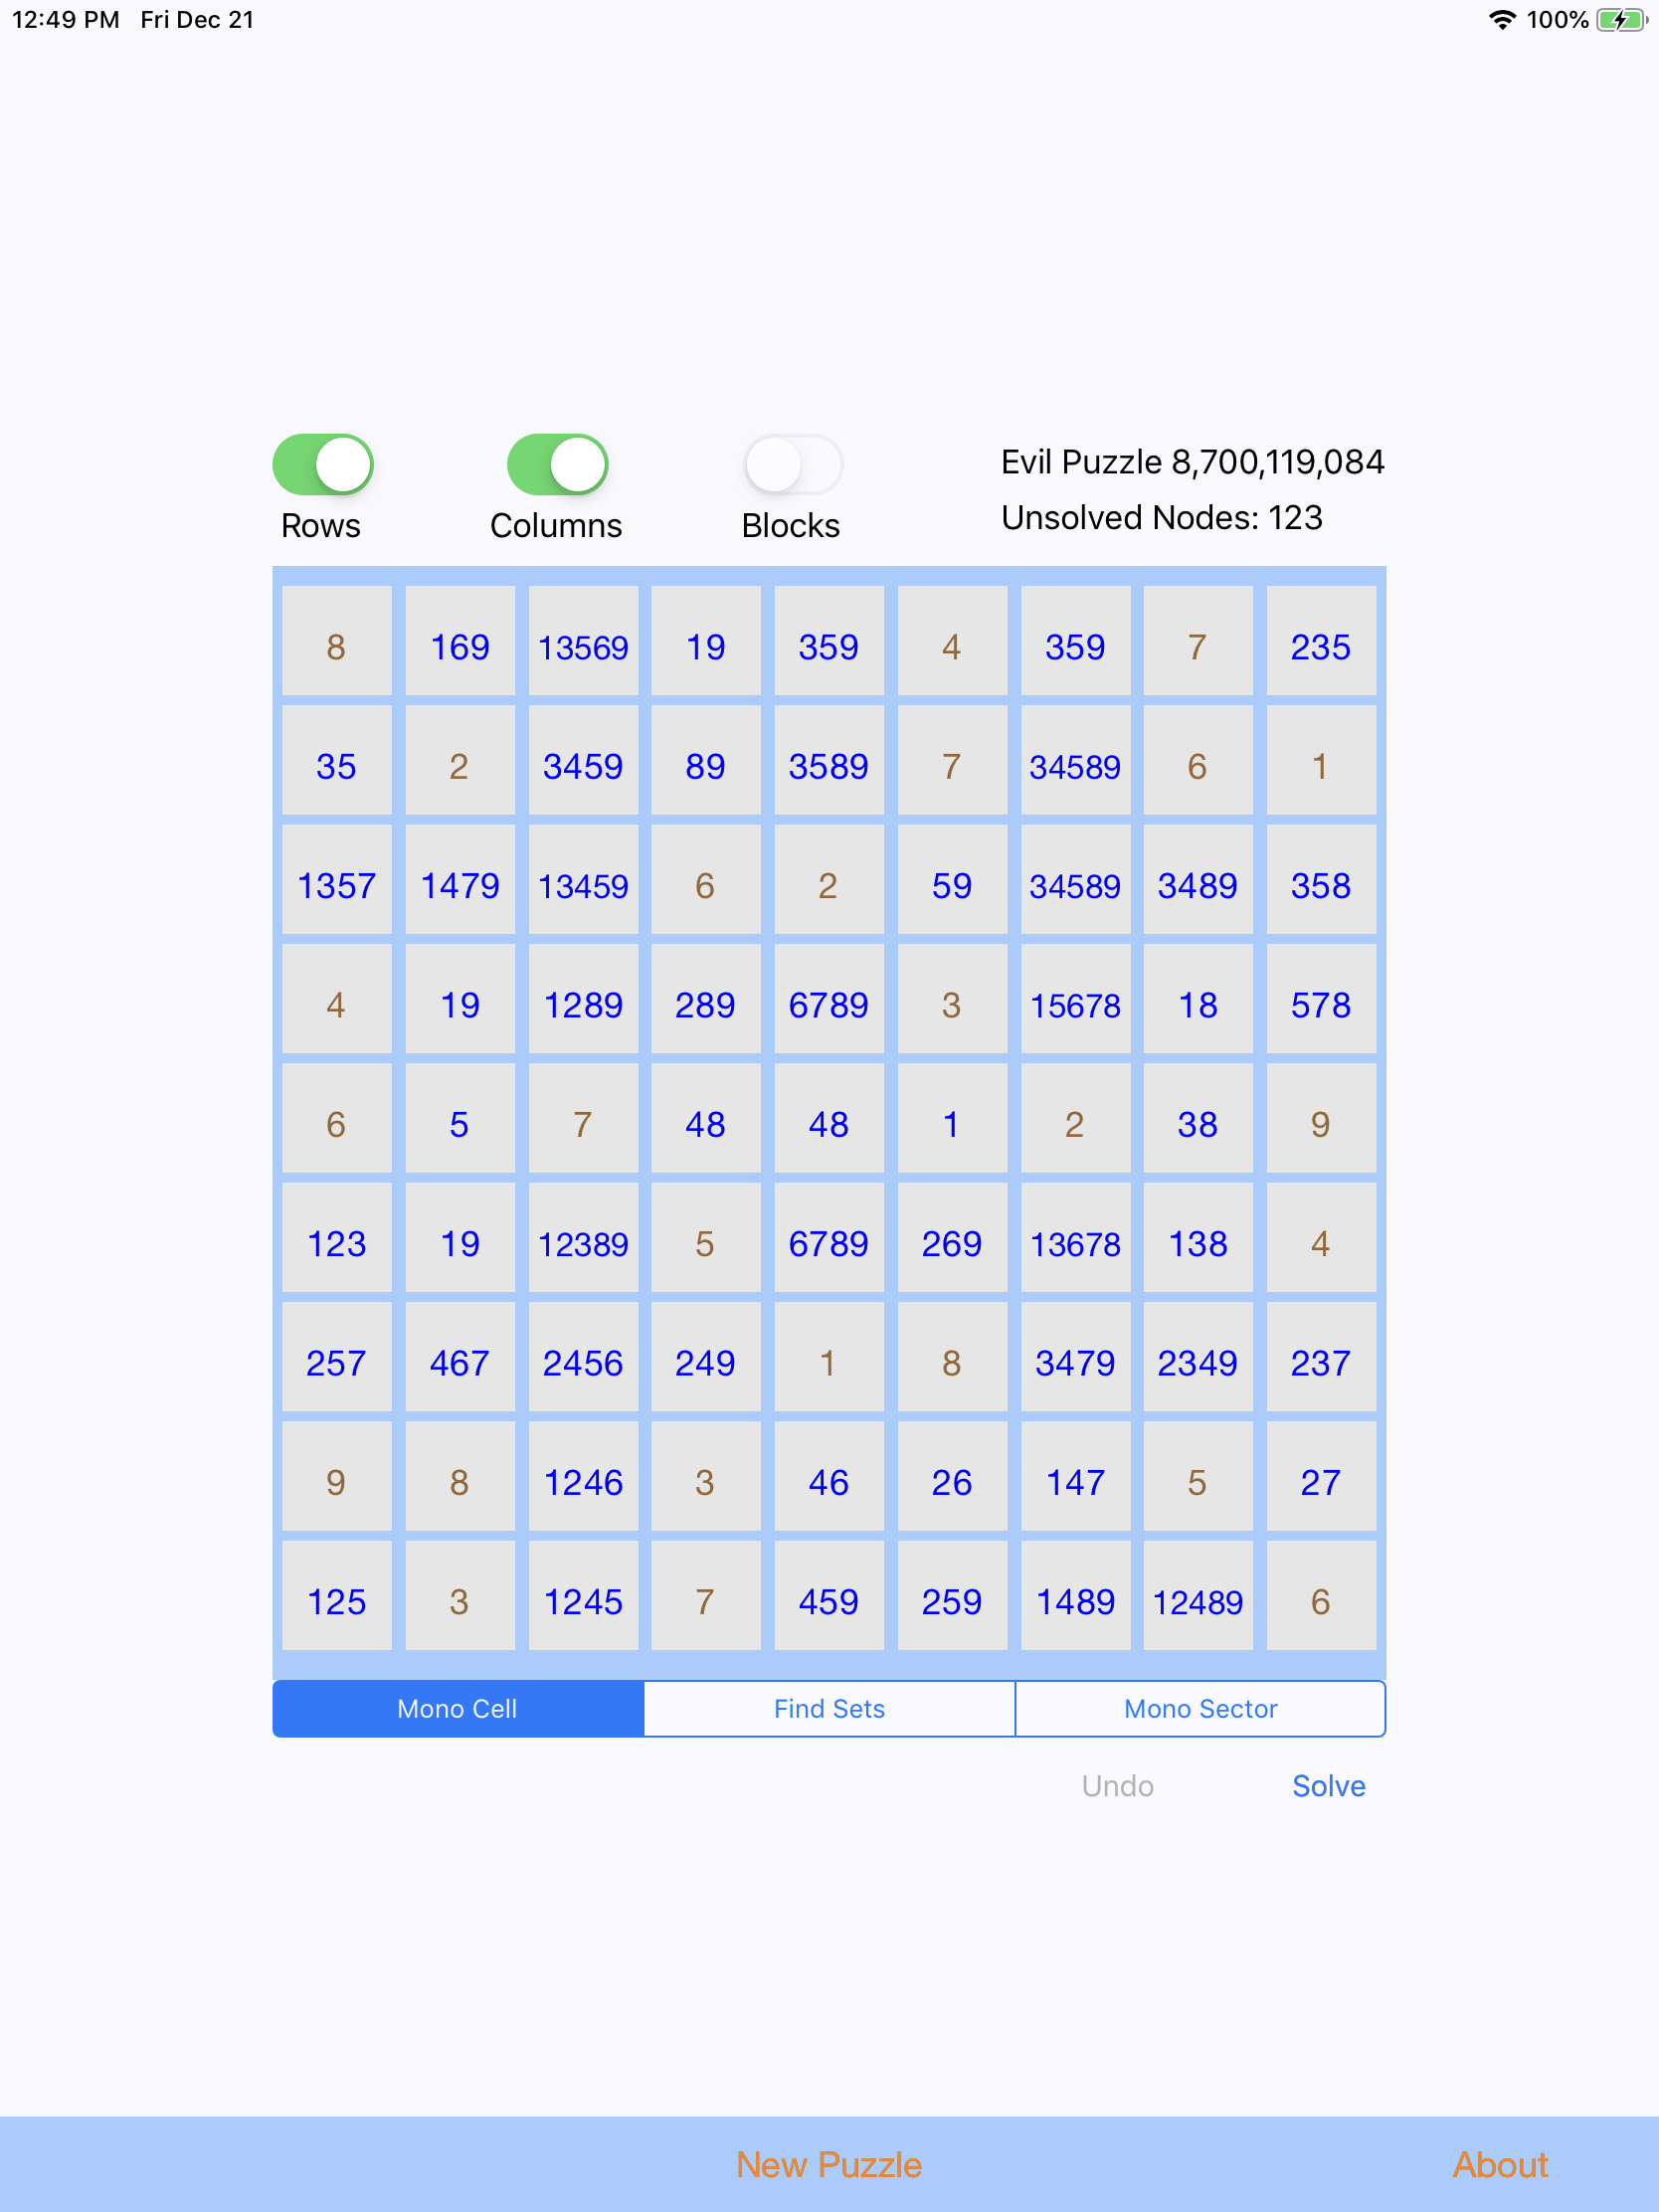 12:49 PM Fri Dec 21 100%
Evil Puzzle 8,700,119,084
Unsolved Nodes: 123
Rows Columns Blocks
8 169 13569 19 359 4 359 7 235
35 2 3459 89 3589 7 34589 6 1
1357 1479 13459 6 2 59 34589 3489 358
4 19 1289 289 6789 3 15678 18 578
6 5 7 48 48 1 2 38 9
123 19 12389 5 6789 269 13678 138 4
257 467 2456 249 1 8 3479 2349 237
9 8 1246 3 46 26 147 5 27
125 3 1245 7 459 259 1489 12489 6
Mono Cell Find Sets Mono Sector
Undo Solve
New Puzzle About